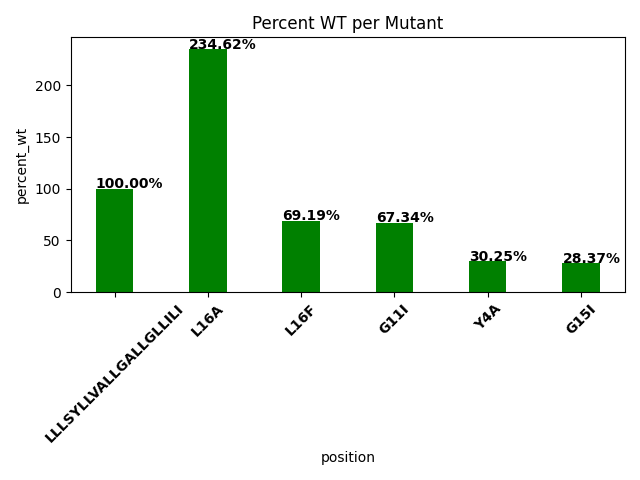 Percent WT per Mutant
percent_wt
200
150
100
50
0
100.00%
234.62%
69.19%
67.34%
30.25%
28.37%
LLLSYLLVALLGALLGLLILI
L16A
L16F
G11I
Y4A
G15I
position